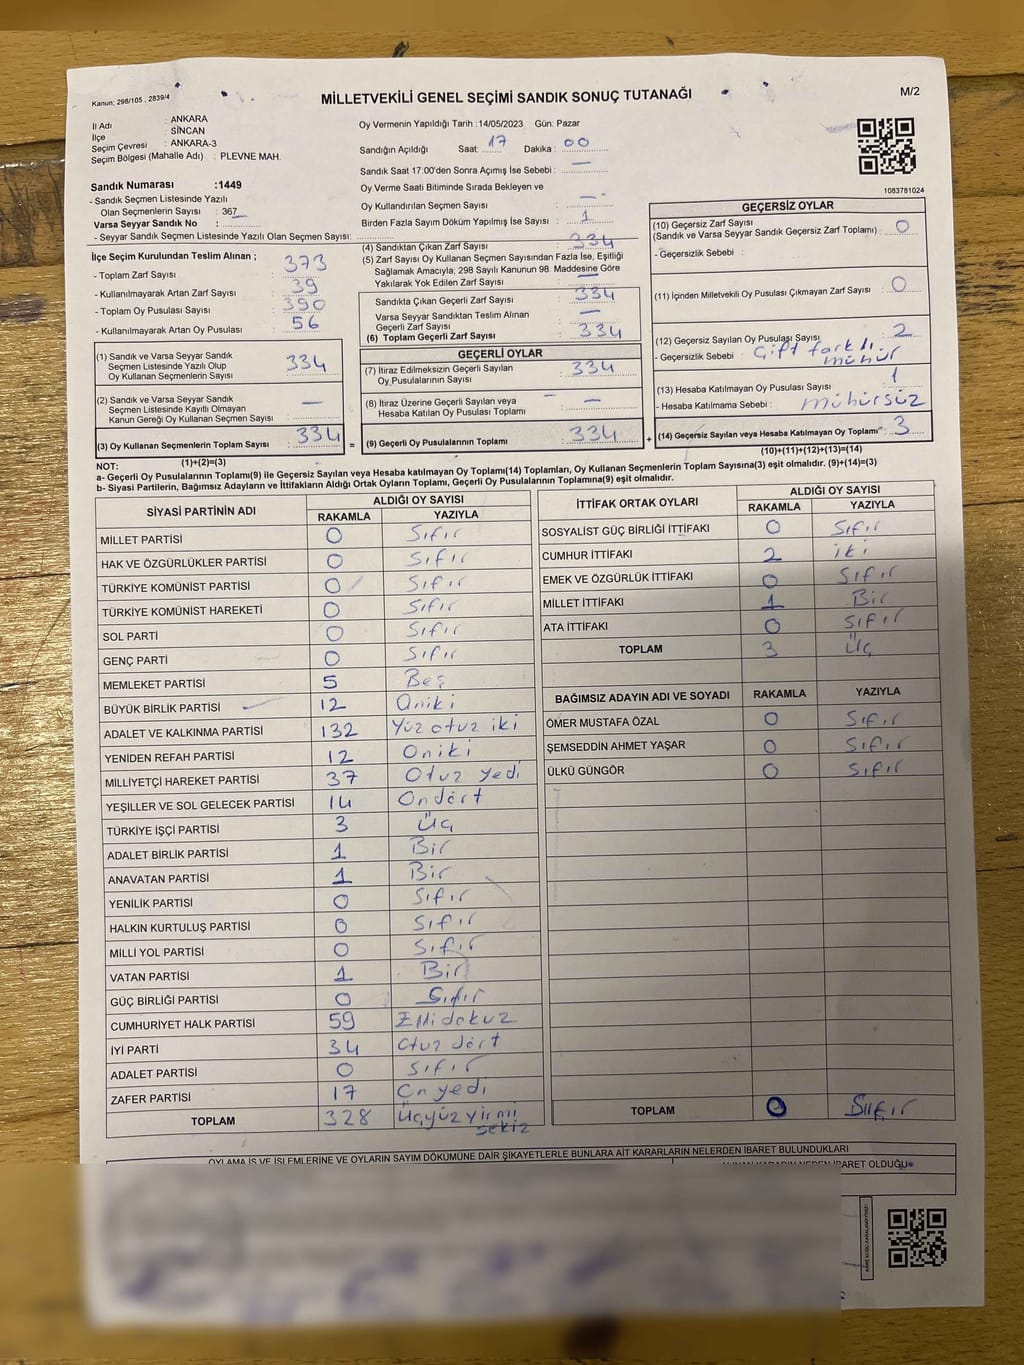 Kanun; 298/105 , 2839/4
MİLLETVEKİLİ GENEL SEÇİMİ SANDIK SONUÇ TUTANAĞI
M/2
İl Adı : ANKARA
İlçe : SİNCAN
Seçim Çevresi : ANKARA-3
Seçim Bölgesi (Mahalle Adı) : PLEVNE MAH.
Sandık Numarası :1449
- Sandık Seçmen Listesinde Yazılı
Olan Seçmenlerin Sayısı : 367
Varsa Seyyar Sandık No :
- Seyyar Sandık Seçmen Listesinde Yazılı Olan Seçmen Sayısı:
Oy Vermenin Yapıldığı Tarih :14/05/2023 Gün: Pazar
Sandığın Açıldığı Saat: 17 Dakika : 00
Sandık Saat 17:00'den Sonra Açımış İse Sebebi : —
Oy Verme Saati Bitiminde Sırada Bekleyen ve
Oy Kullandırılan Seçmen Sayısı : —
Birden Fazla Sayım Döküm Yapılmış İse Sayısı : 1
1083781024
İlçe Seçim Kurulundan Teslim Alınan ;
- Toplam Zarf Sayısı : 373
- Kullanılmayarak Artan Zarf Sayısı : 39
- Toplam Oy Pusulası Sayısı : 390
- Kullanılmayarak Artan Oy Pusulası : 56
(4) Sandıktan Çıkan Zarf Sayısı : 334
(5) Zarf Sayısı Oy Kullanan Seçmen Sayısından Fazla İse, Eşitliği
Sağlamak Amacıyla; 298 Sayılı Kanunun 98. Maddesine Göre
Yakılarak Yok Edilen Zarf Sayısı : —
Sandıkta Çıkan Geçerli Zarf Sayısı : 334
Varsa Seyyar Sandıktan Teslim Alınan
Geçerli Zarf Sayısı : —
(6) Toplam Geçerli Zarf Sayısı : 334
GEÇERSİZ OYLAR
(10) Geçersiz Zarf Sayısı
(Sandık ve Varsa Seyyar Sandık Geçersiz Zarf Toplamı) : 0
- Geçersizlik Sebebi :
(11) İçinden Milletvekili Oy Pusulası Çıkmayan Zarf Sayısı : 0
(12) Geçersiz Sayılan Oy Pusulası Sayısı : 2
- Geçersizlik Sebebi : Çift farklı
mühür
(13) Hesaba Katılmayan Oy Pusulası Sayısı : 1
- Hesaba Katılmama Sebebi : mühürsüz
(14) Geçersiz Sayılan veya Hesaba Katılmayan Oy Toplamı : 3
(10)+(11)+(12)+(13)=(14)
(1) Sandık ve Varsa Seyyar Sandık
Seçmen Listesinde Yazılı Olup
Oy Kullanan Seçmenlerin Sayısı : 334
(2) Sandık ve Varsa Seyyar Sandık
Seçmen Listesinde Kayıtlı Olmayan
Kanun Gereği Oy Kullanan Seçmen Sayısı : —
(3) Oy Kullanan Seçmenlerin Toplam Sayısı : 334 =
(1)+(2)=(3)
GEÇERLİ OYLAR
(7) İtiraz Edilmeksizin Geçerli Sayılan
Oy Pusulalarının Sayısı : 334
(8) İtiraz Üzerine Geçerli Sayılan veya
Hesaba Katılan Oy Pusulası Toplamı : —
(9) Geçerli Oy Pusulalarının Toplamı : 334 +
NOT:
a- Geçerli Oy Pusulalarının Toplamı(9) ile Geçersiz Sayılan veya Hesaba katılmayan Oy Toplamı(14) Toplamları, Oy Kullanan Seçmenlerin Toplam Sayısına(3) eşit olmalıdır. (9)+(14)=(3)
b- Siyasi Partilerin, Bağımsız Adayların ve İttifakların Aldığı Ortak Oyların Toplamı, Geçerli Oy Pusulalarının Toplamına(9) eşit olmalıdır.
SİYASİ PARTİNİN ADI ALDIĞI OY SAYISI
RAKAMLA YAZIYLA
MİLLET PARTİSİ 0 Sıfır
HAK VE ÖZGÜRLÜKLER PARTİSİ 0 Sıfır
TÜRKİYE KOMÜNİST PARTİSİ 0 Sıfır
TÜRKİYE KOMÜNİST HAREKETİ 0 Sıfır
SOL PARTİ 0 Sıfır
GENÇ PARTİ 0 Sıfır
MEMLEKET PARTİSİ 5 Beş
BÜYÜK BİRLİK PARTİSİ 12 Oniki
ADALET VE KALKINMA PARTİSİ 132 Yüz otuz iki
YENİDEN REFAH PARTİSİ 12 Oniki
MİLLİYETÇİ HAREKET PARTİSİ 37 Otuz yedi
YEŞİLLER VE SOL GELECEK PARTİSİ 14 Ondört
TÜRKİYE İŞÇİ PARTİSİ 3 Üç
ADALET BİRLİK PARTİSİ 1 Bir
ANAVATAN PARTİSİ 1 Bir
YENİLİK PARTİSİ 0 Sıfır
HALKIN KURTULUŞ PARTİSİ 0 Sıfır
MİLLİ YOL PARTİSİ 0 Sıfır
VATAN PARTİSİ 1 Bir
GÜÇ BİRLİĞİ PARTİSİ 0 Sıfır
CUMHURİYET HALK PARTİSİ 59 Ellidokuz
İYİ PARTİ 34 Otuz dört
ADALET PARTİSİ 0 Sıfır
ZAFER PARTİSİ 17 On yedi
TOPLAM 328 Üçyüz yirmi
sekiz
İTTİFAK ORTAK OYLARI ALDIĞI OY SAYISI
RAKAMLA YAZIYLA
SOSYALİST GÜÇ BİRLİĞİ İTTİFAKI 0 Sıfır
CUMHUR İTTİFAKI 2 iki
EMEK VE ÖZGÜRLÜK İTTİFAKI 0 Sıfır
MİLLET İTTİFAKI 1 Bir
ATA İTTİFAKI 0 Sıfır
TOPLAM 3 Üç
BAĞIMSIZ ADAYIN ADI VE SOYADI RAKAMLA YAZIYLA
ÖMER MUSTAFA ÖZAL 0 Sıfır
ŞEMSEDDİN AHMET YAŞAR 0 Sıfır
ÜLKÜ GÜNGÖR 0 Sıfır
TOPLAM 0 Sıfır
OYLAMA İŞ VE İŞLEMLERİNE VE OYLARIN SAYIM DÖKÜMÜNE DAİR ŞİKAYETLERLE BUNLARA AİT KARARLARIN NELERDEN İBARET BULUNDUKLARI